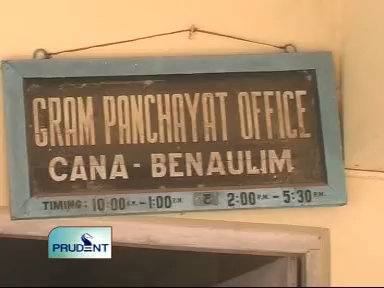 GRAM PANCHAYAT OFFICE
CANA - BENAULIM
TIMING: 10:00 A.M. - 1:00 P.M. & 2:00 P.M. - 5:30 P.M.
PRUDENT